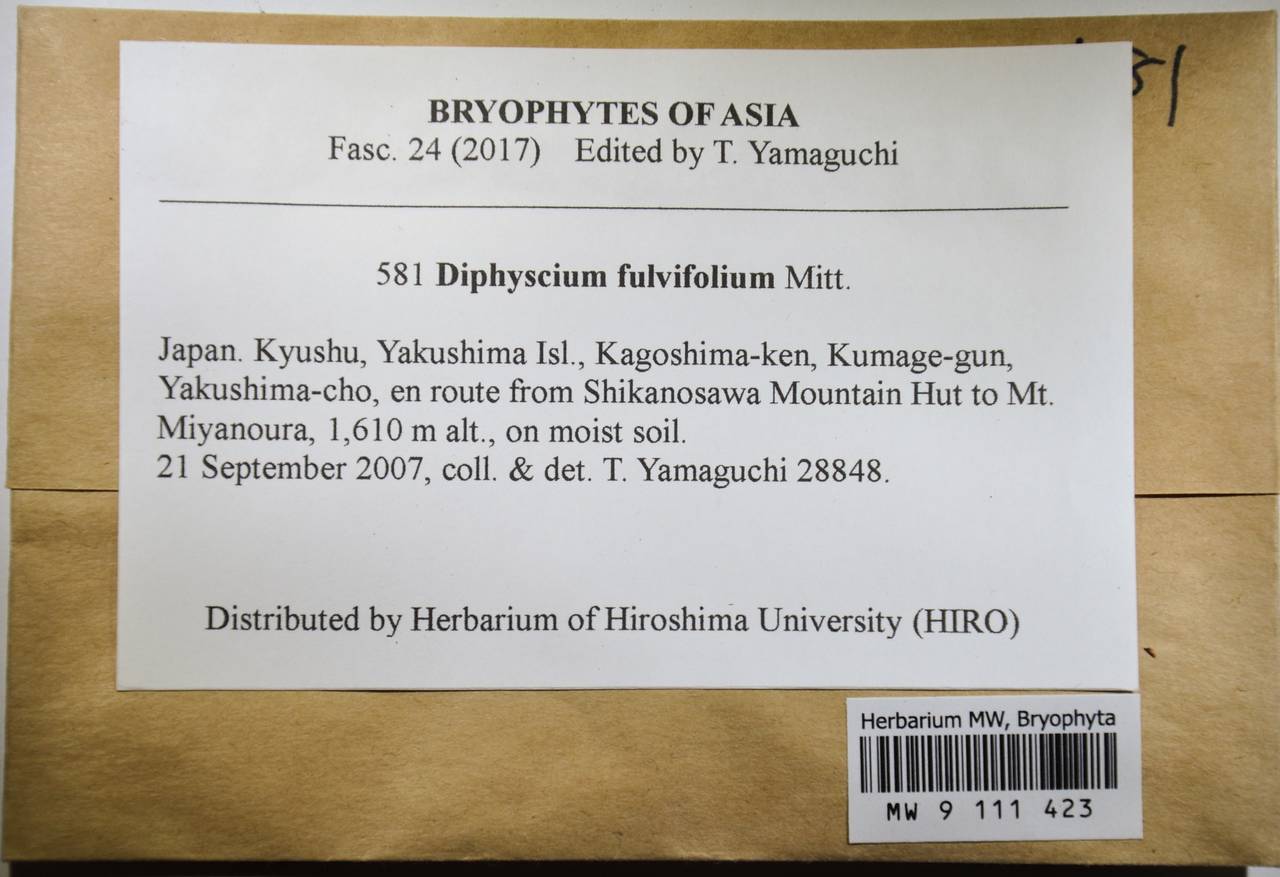 BRYOPHYTES OF ASIA
Fasc. 24 (2017) Edited by T. Yamaguchi
581 Diphyscium fulvifolium Mitt.
Japan. Kyushu, Yakushima Isl., Kagoshima-ken, Kumage-gun,
Yakushima-cho, en route from Shikanosawa Mountain Hut to Mt.
Miyanoura, 1,610 m alt., on moist soil.
21 September 2007, coll. & det. T. Yamaguchi 28848.
Distributed by Herbarium of Hiroshima University (HIRO)
Herbarium MW, Bryophyta
MW 9 111 423